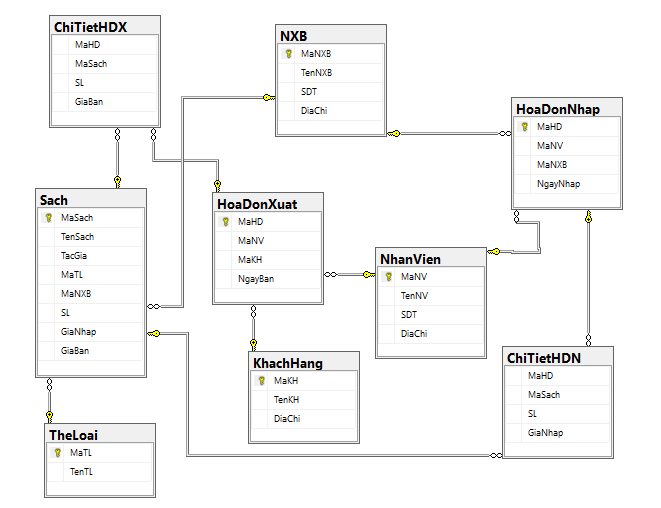 ChiTietHDX
MaHD
MaSach
SL
GiaBan
NXB
MaNXB
TenNXB
SDT
DiaChi
HoaDonNhap
MaHD
MaNV
MaNXB
NgayNhap
Sach
MaSach
TenSach
TacGia
MaTL
MaNXB
SL
GiaNhap
GiaBan
HoaDonXuat
MaHD
MaNV
MaKH
NgayBan
NhanVien
MaNV
TenNV
SDT
DiaChi
KhachHang
MaKH
TenKH
DiaChi
ChiTietHDN
MaHD
MaSach
SL
GiaNhap
TheLoai
MaTL
TenTL